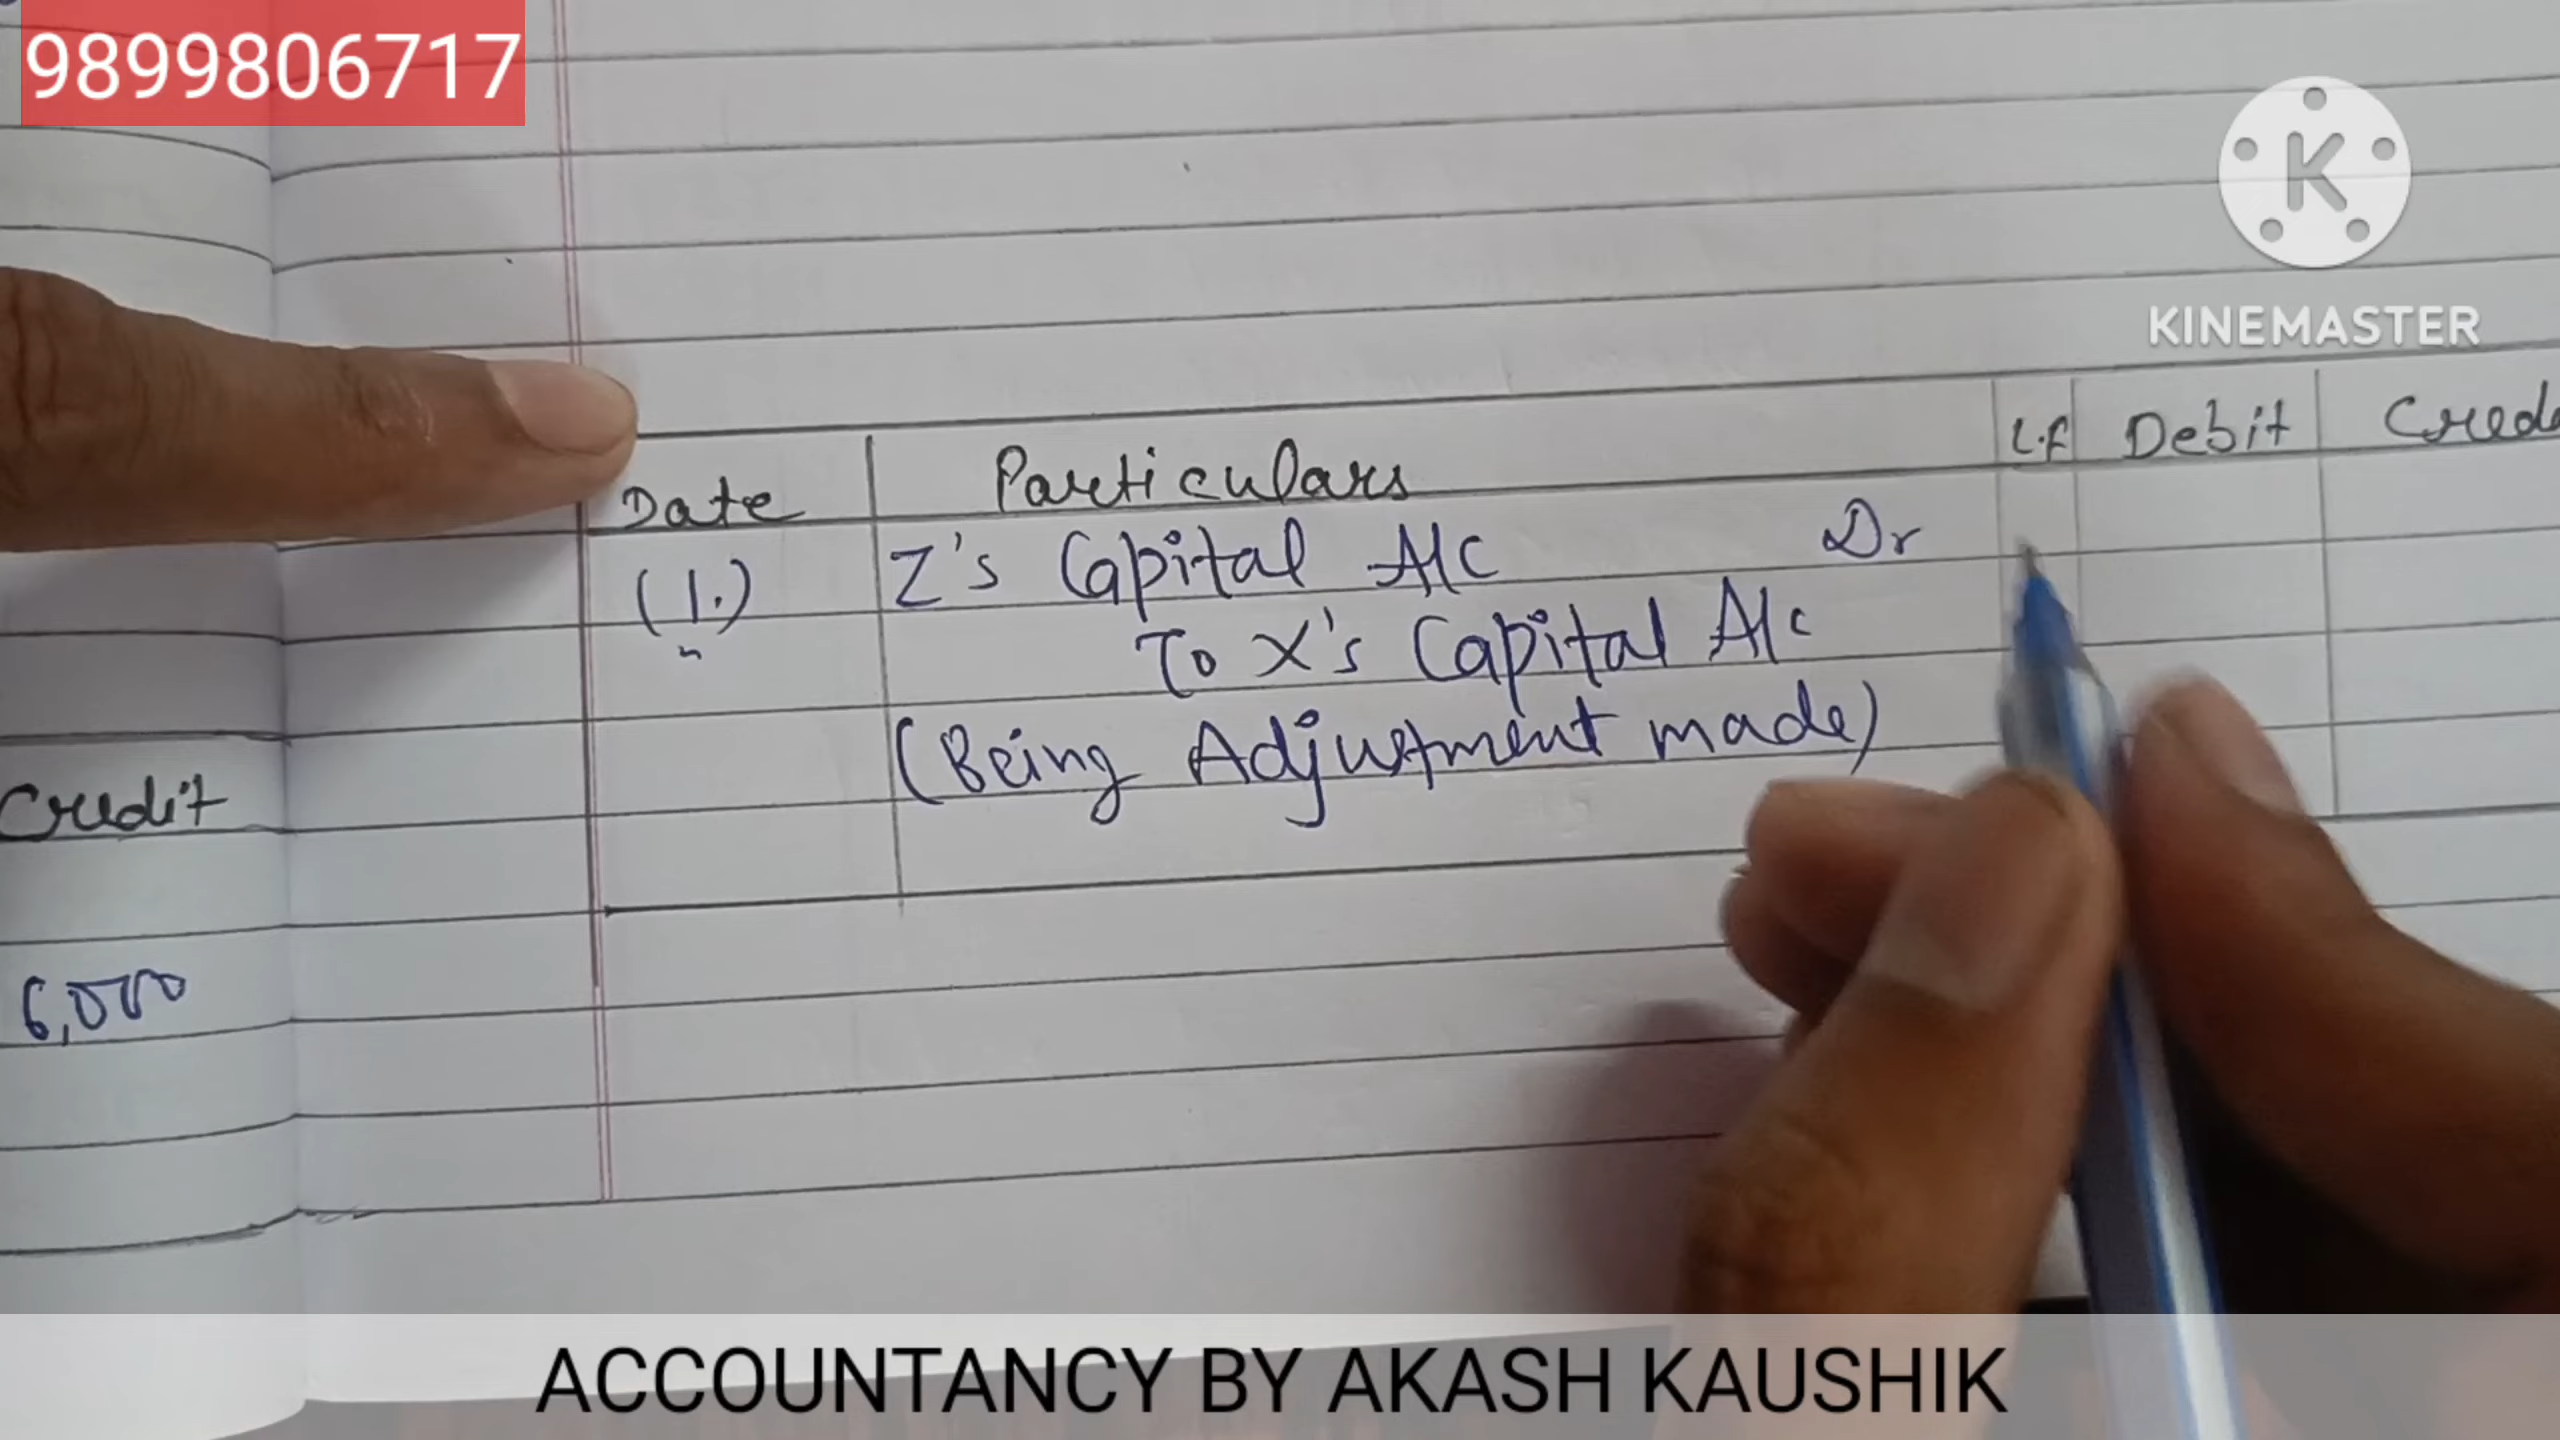 9899806717
KINEMASTER
Date Particulars L.F Debit Cred
(1.) Z's Capital A/c Dr
To X's Capital A/c
(Being Adjustment made)
Credit
6,000
ACCOUNTANCY BY AKASH KAUSHIK